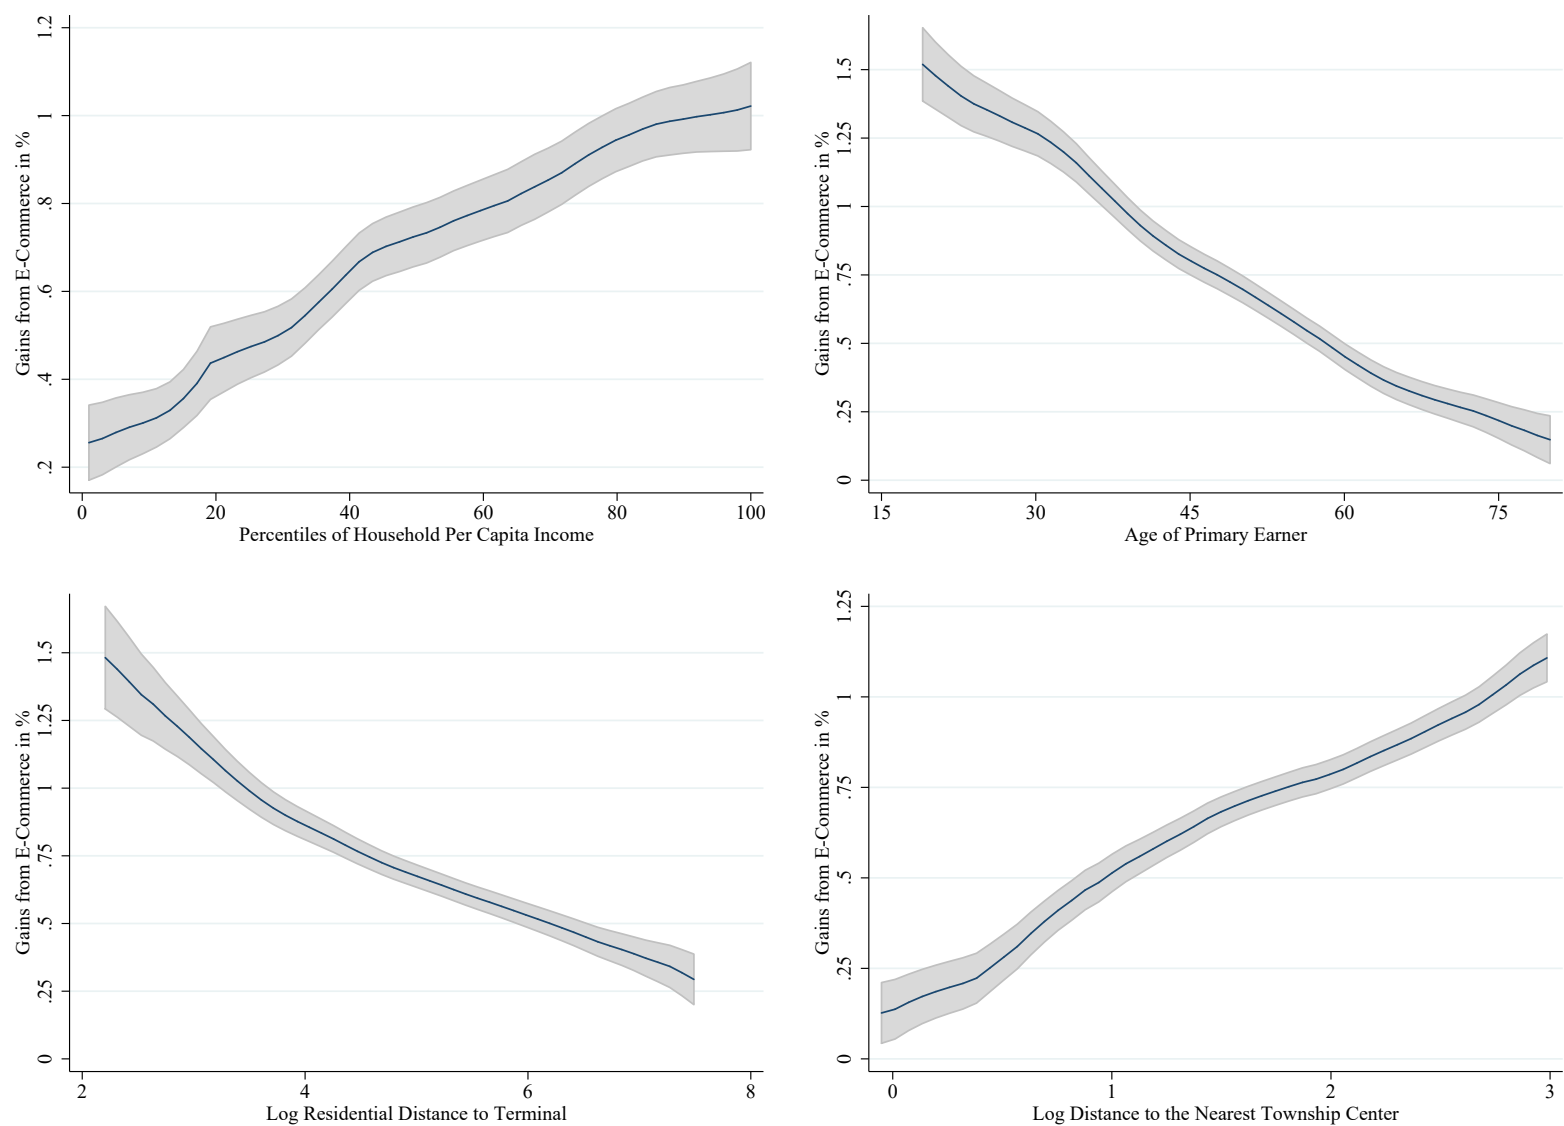 Gains from E-Commerce in %
1.2
1
.8
.6
.4
.2
0 20 40 60 80 100
Percentiles of Household Per Capita Income
Gains from E-Commerce in %
1.5
1.25
1
.75
.5
.25
0
15 30 45 60 75
Age of Primary Earner
Gains from E-Commerce in %
1.5
1.25
1
.75
.5
.25
0
2 4 6 8
Log Residential Distance to Terminal
Gains from E-Commerce in %
1.25
1
.75
.5
.25
0
0 1 2 3
Log Distance to the Nearest Township Center